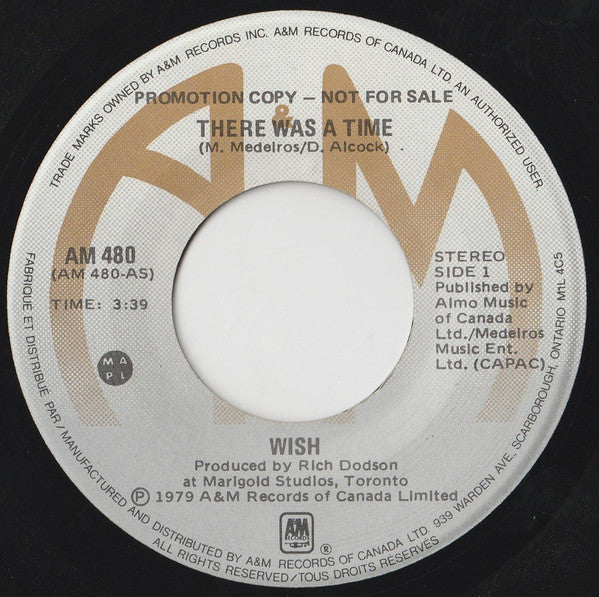 TRADE MARKS OWNED BY A&M RECORDS INC. A&M RECORDS OF CANADA LTD. AN AUTHORIZED USER.
PROMOTION COPY – NOT FOR SALE
&
THERE WAS A TIME
(M. Medeiros/D. Alcock)
AM 480
(AM 480-AS)
TIME: 3:39
M A
P L
STEREO
SIDE 1
Published by
Almo Music
of Canada
Ltd./Medeiros
Music Ent.
Ltd. (CAPAC)
WISH
Produced by Rich Dodson
at Marigold Studios, Toronto
℗ 1979 A&M Records of Canada Limited
A&M
RECORDS
®
FABRIQUÉ ET DISTRIBUÉ PAR/MANUFACTURED AND DISTRIBUTED BY A&M RECORDS OF CANADA LTD. 939 WARDEN AVE., SCARBOROUGH, ONTARIO M1L 4C5
ALL RIGHTS RESERVED/TOUS DROITS RÉSERVÉS